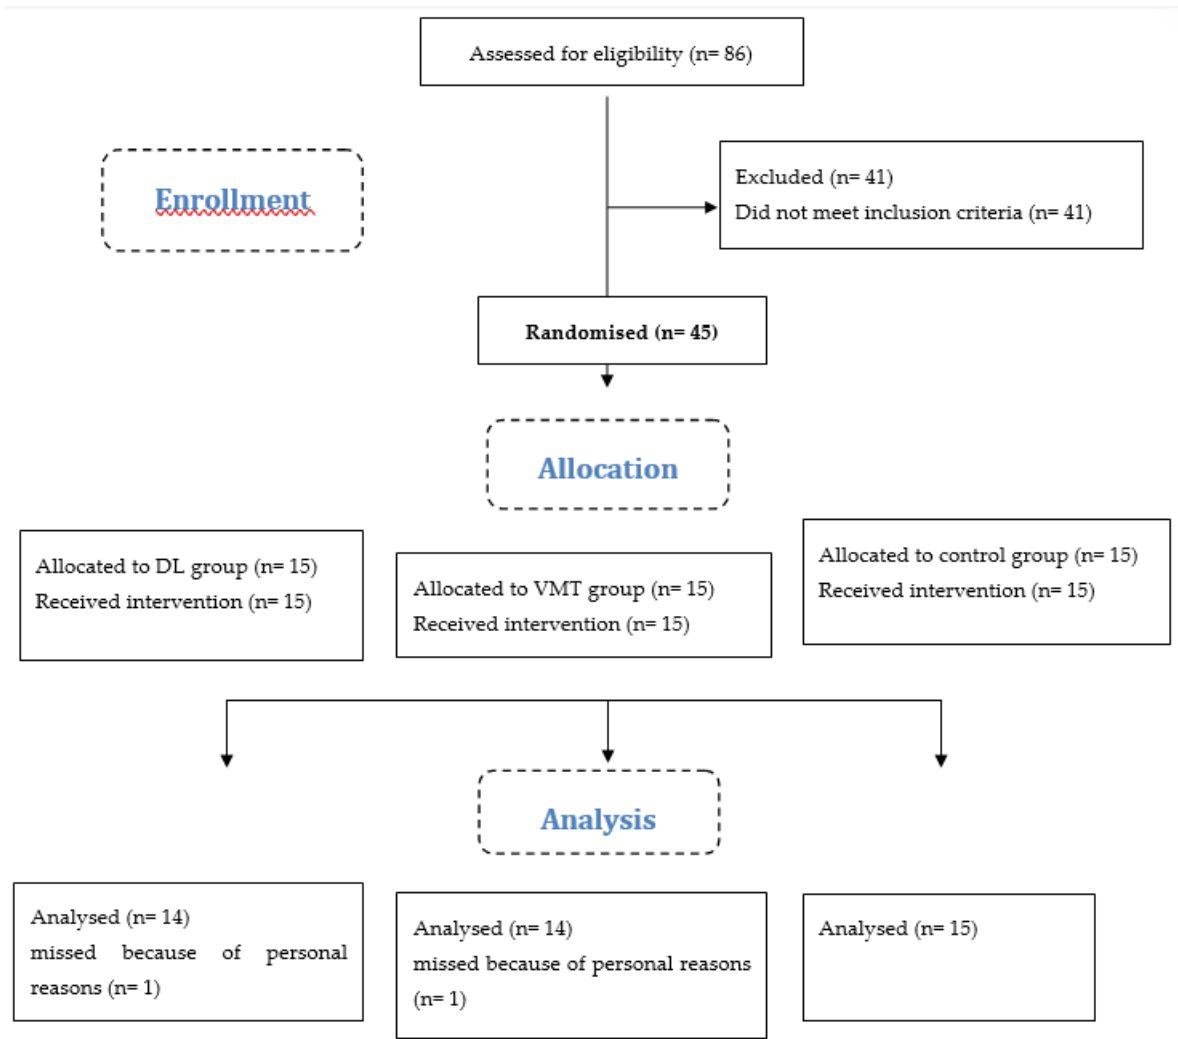 Assessed for eligibility (n= 86)
Enrollment
Excluded (n= 41)
Did not meet inclusion criteria (n= 41)
Randomised (n= 45)
Allocation
Allocated to DL group (n= 15)
Received intervention (n= 15)
Allocated to VMT group (n= 15)
Received intervention (n= 15)
Allocated to control group (n= 15)
Received intervention (n= 15)
Analysis
Analysed (n= 14)
missed because of personal
reasons (n= 1)
Analysed (n= 14)
missed because of personal reasons
(n= 1)
Analysed (n= 15)